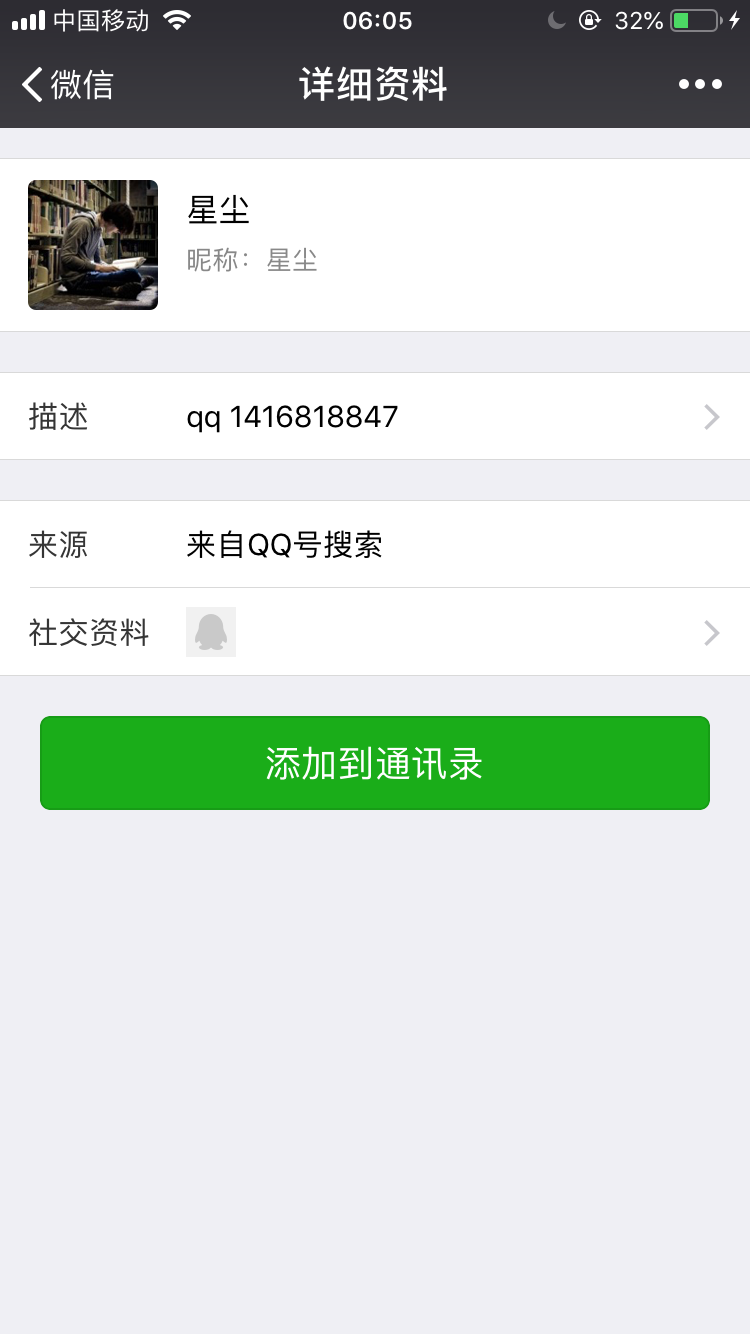 中国移动
06:05
32%
微信
详细资料
星尘
昵称：星尘
描述
qq 1416818847
来源
来自QQ号搜索
社交资料
添加到通讯录